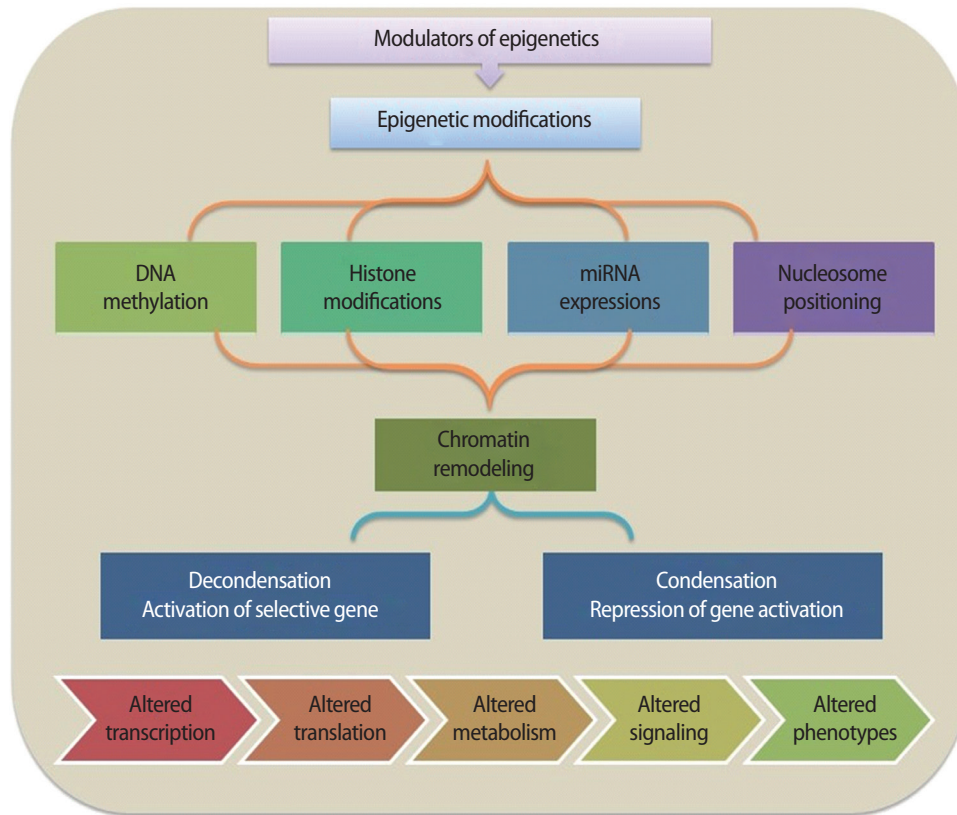 Modulators of epigenetics
Epigenetic modifications
DNA
methylation
Histone
modifications
miRNA
expressions
Nucleosome
positioning
Chromatin
remodeling
Decondensation
Activation of selective gene
Condensation
Repression of gene activation
Altered
transcription
Altered
translation
Altered
metabolism
Altered
signaling
Altered
phenotypes